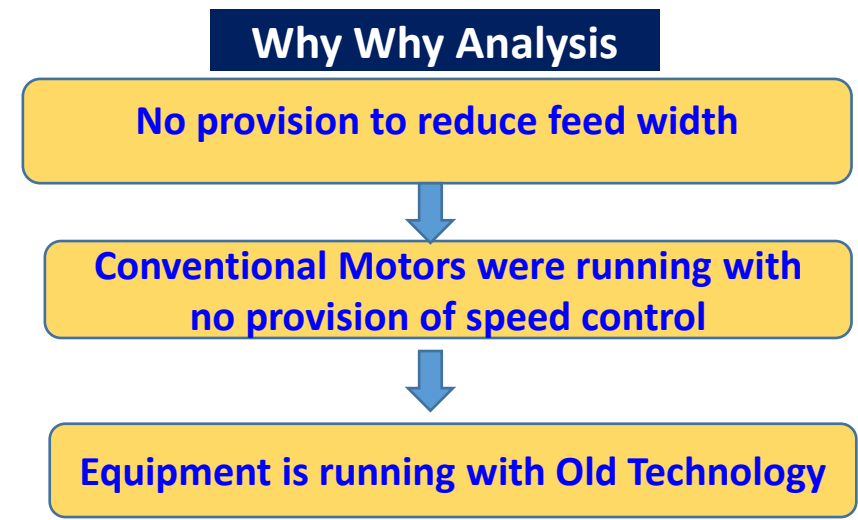 Why Why Analysis
No provision to reduce feed width
Conventional Motors were running with
no provision of speed control
Equipment is running with Old Technology